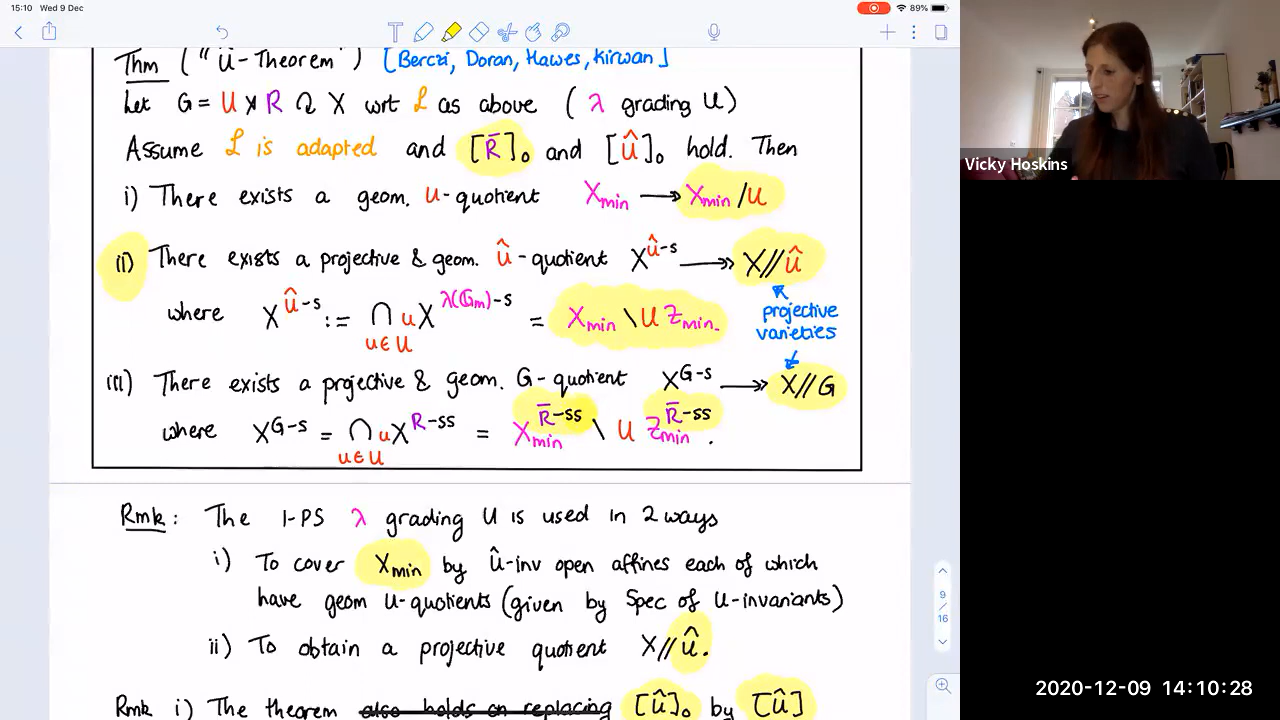 15:10 Wed 9 Dec
89%
Thm ("Û-Theorem") [Berczi, Doran, Hawes, Kirwan]
Let G = U ⋊ R ↷ X wrt 𝓛 as above (λ grading U)
Assume 𝓛 is adapted and [R̄]₀ and [Û]₀ hold. Then
i) There exists a geom. U-quotient X_min → X_min/U
ii) There exists a projective & geom. Û-quotient X^{Û-s} ↠ X//Û
where X^{Û-s} := ∩_{u∈U} uX^{λ(𝔾m)-s} = X_min \ U Z_min.
projective
varieties
iii) There exists a projective & geom. G-quotient X^{G-s} ↠ X//G
where X^{G-s} = ∩_{u∈U} uX^{R-ss} = X_min^{R̄-ss} \ U Z_min^{R̄-ss}.
Rmk: The 1-PS λ grading U is used in 2 ways
i) To cover X_min by Û-inv open affines each of which
have geom U-quotients (given by Spec of U-invariants)
ii) To obtain a projective quotient X//Û.
Rmk i) The theorem also holds on replacing [Û]₀ by [Û]
9
/
16
Vicky Hoskins
2020-12-09 14:10:28